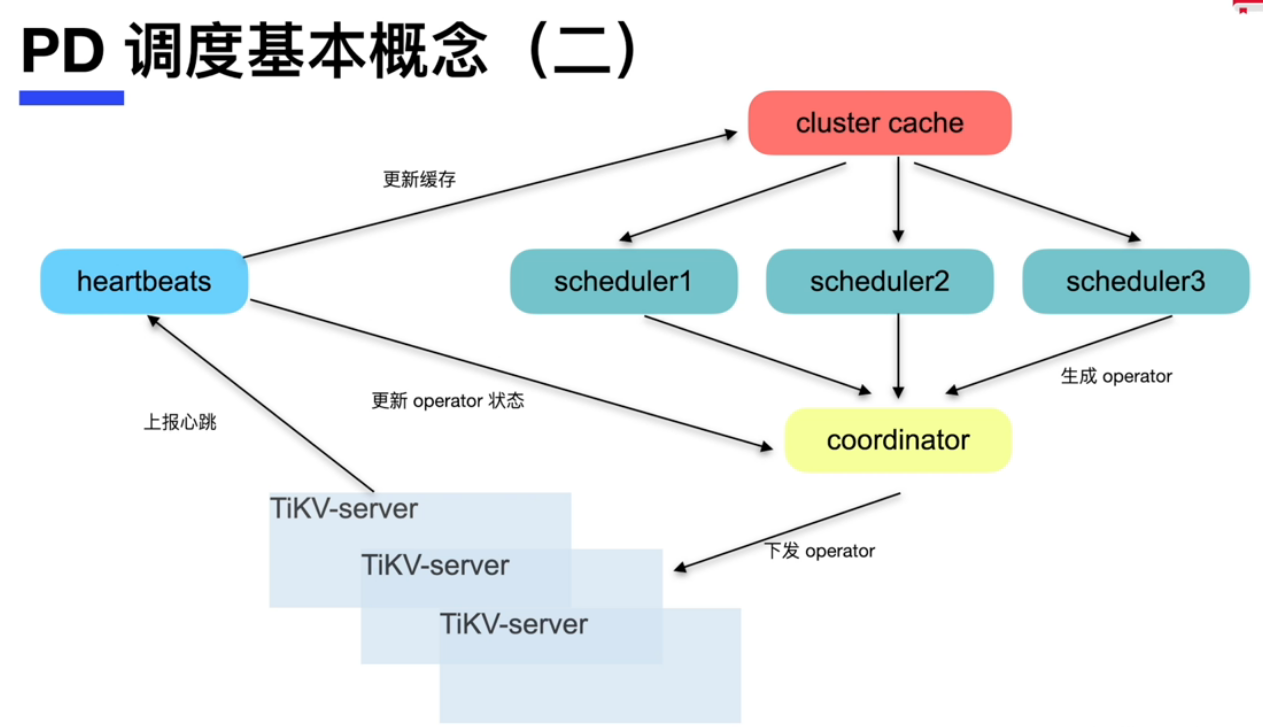 PD 调度基本概念（二）
cluster cache
更新缓存
heartbeats
scheduler1
scheduler2
scheduler3
生成 operator
更新 operator 状态
上报心跳
coordinator
TiKV-server
下发 operator
TiKV-server
TiKV-server